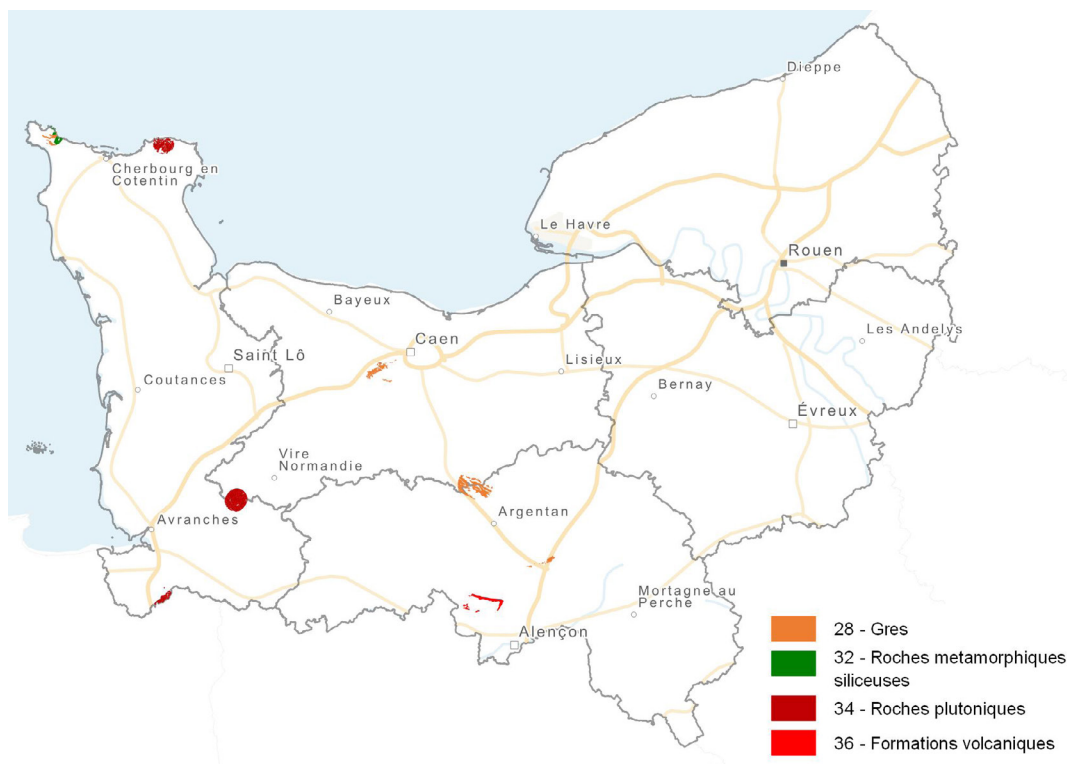 Dieppe
Cherbourg en
Cotentin
Le Havre
Rouen
Bayeux
Caen
Les Andelys
Saint Lô
Lisieux
Coutances
Bernay
Évreux
Vire
Normandie
Argentan
Avranches
Mortagne au
Perche
Alençon
28 - Gres
32 - Roches metamorphiques
siliceuses
34 - Roches plutoniques
36 - Formations volcaniques